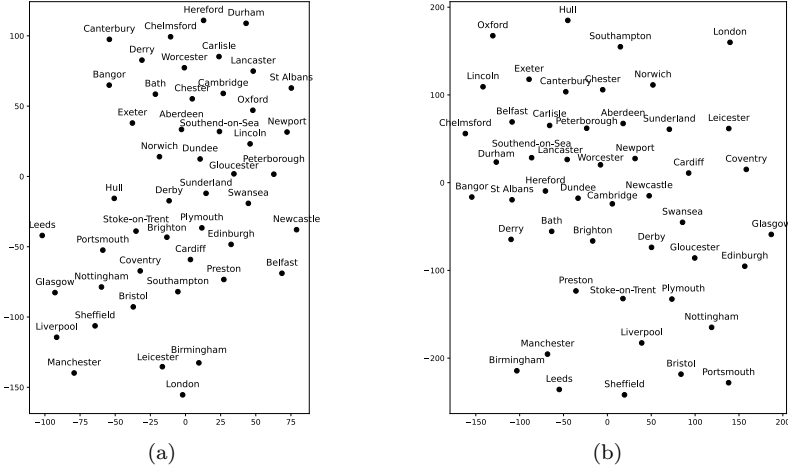 Hereford
Durham
Chelmsford
Canterbury
Derry
Carlisle
Worcester
Lancaster
St Albans
Bangor
Bath
Chester
Cambridge
Oxford
Exeter
Aberdeen
Southend-on-Sea
Newport
Lincoln
Norwich
Dundee
Gloucester
Peterborough
Hull
Derby
Sunderland
Swansea
Leeds
Stoke-on-Trent
Brighton
Plymouth
Newcastle
Portsmouth
Edinburgh
Cardiff
Coventry
Belfast
Glasgow
Nottingham
Southampton
Preston
Bristol
Sheffield
Liverpool
Manchester
Leicester
Birmingham
London
100
50
0
−50
−100
−150
−100 −75 −50 −25 0 25 50 75
(a)
Hull
Oxford
Southampton
London
Lincoln
Exeter
Canterbury
Chester
Norwich
Chelmsford
Belfast
Carlisle
Peterborough
Aberdeen
Sunderland
Leicester
Durham
Southend-on-Sea
Lancaster
Worcester
Newport
Cardiff
Coventry
Bangor
St Albans
Hereford
Dundee
Cambridge
Newcastle
Swansea
Glasgow
Derry
Bath
Brighton
Derby
Gloucester
Edinburgh
Preston
Stoke-on-Trent
Plymouth
Nottingham
Manchester
Liverpool
Birmingham
Leeds
Sheffield
Bristol
Portsmouth
200
100
0
−100
−200
−150 −100 −50 0 50 100 150 200
(b)